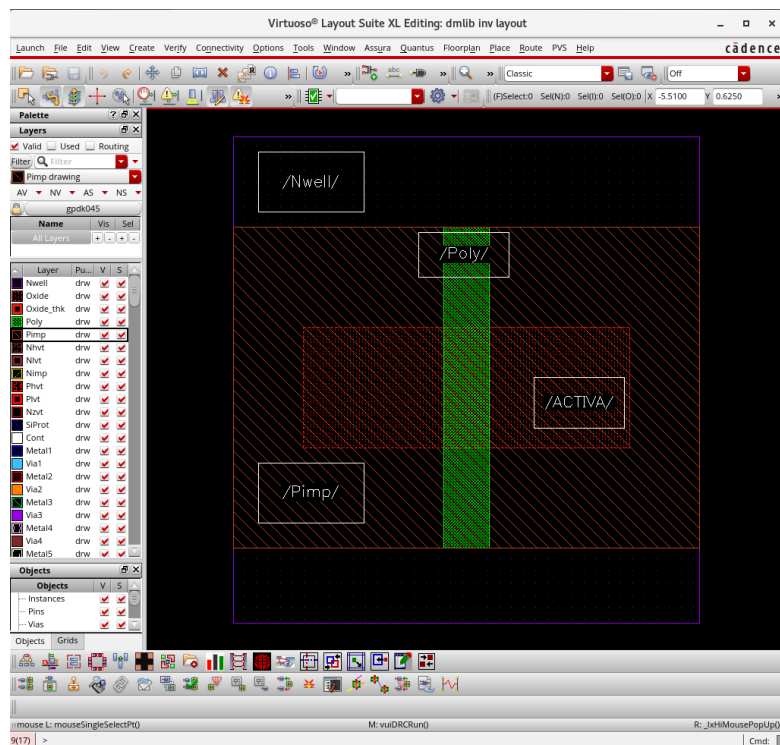 Virtuoso® Layout Suite XL Editing: dmlib inv layout
Launch File Edit View Create Verify Connectivity Options Tools Window Assura Quantus Floorplan Place Route PVS Help cādence
» abc » » Classic Off
» (F)Select:0 Sel(N):0 Sel(I):0 Sel(O):0 X -5.5100 Y 0.6250 »
Palette
Layers
Valid Used Routing
Filter Filter
Pimp drawing
AV NV AS NS
gpdk045
Name Vis Sel
All Layers + - + -
Layer Pu... V S
Nwell drw
Oxide drw
Oxide_thk drw
Poly drw
Pimp drw
Nhvt drw
Nlvt drw
Nimp drw
Phvt drw
Plvt drw
Nzvt drw
SiProt drw
Cont drw
Metal1 drw
Via1 drw
Metal2 drw
Via2 drw
Metal3 drw
Via3 drw
Metal4 drw
Via4 drw
Metal5 drw
Objects
Objects V S
Instances
Pins
Vias
Objects Grids
/Nwell/
/Poly/
/ACTIVA/
/Pimp/
mouse L: mouseSingleSelectPt() M: vuiDRCRun() R: _lxHiMousePopUp()
9(17) > Cmd: